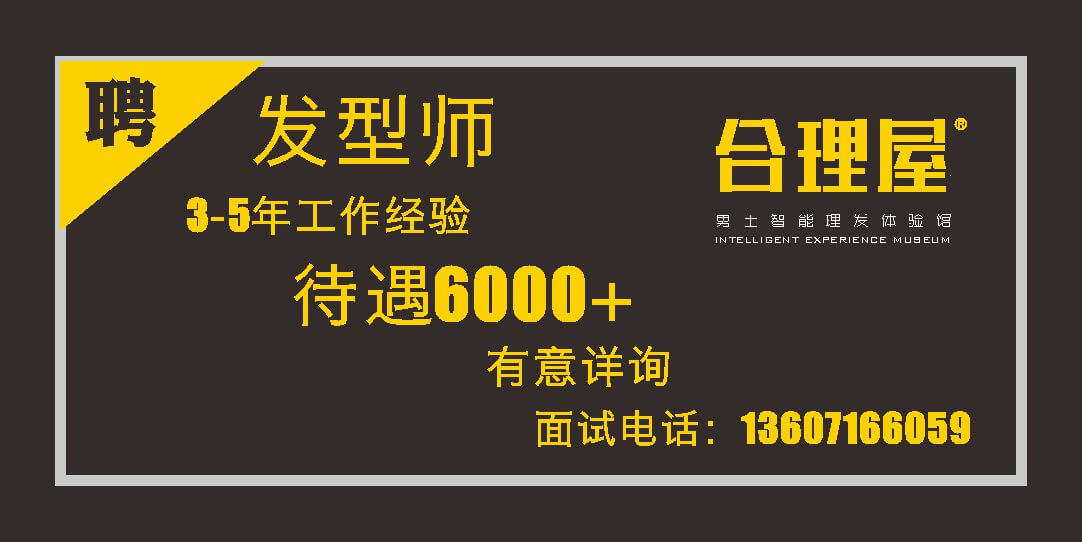 聘
发型师
3-5年工作经验
待遇6000+
有意详询
面试电话：13607166059
合理屋®
男士智能理发体验馆
INTELLIGENT EXPERIENCE MUSEUM